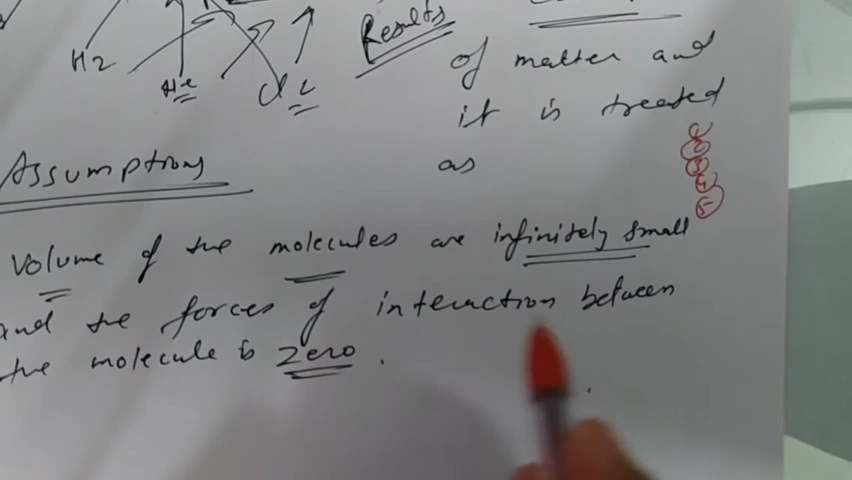 H2
He
Results
of matter and
it is treated
as
Assumptions
Volume of the molecules are infinitely small
and the forces of interaction between
the molecule is Zero.